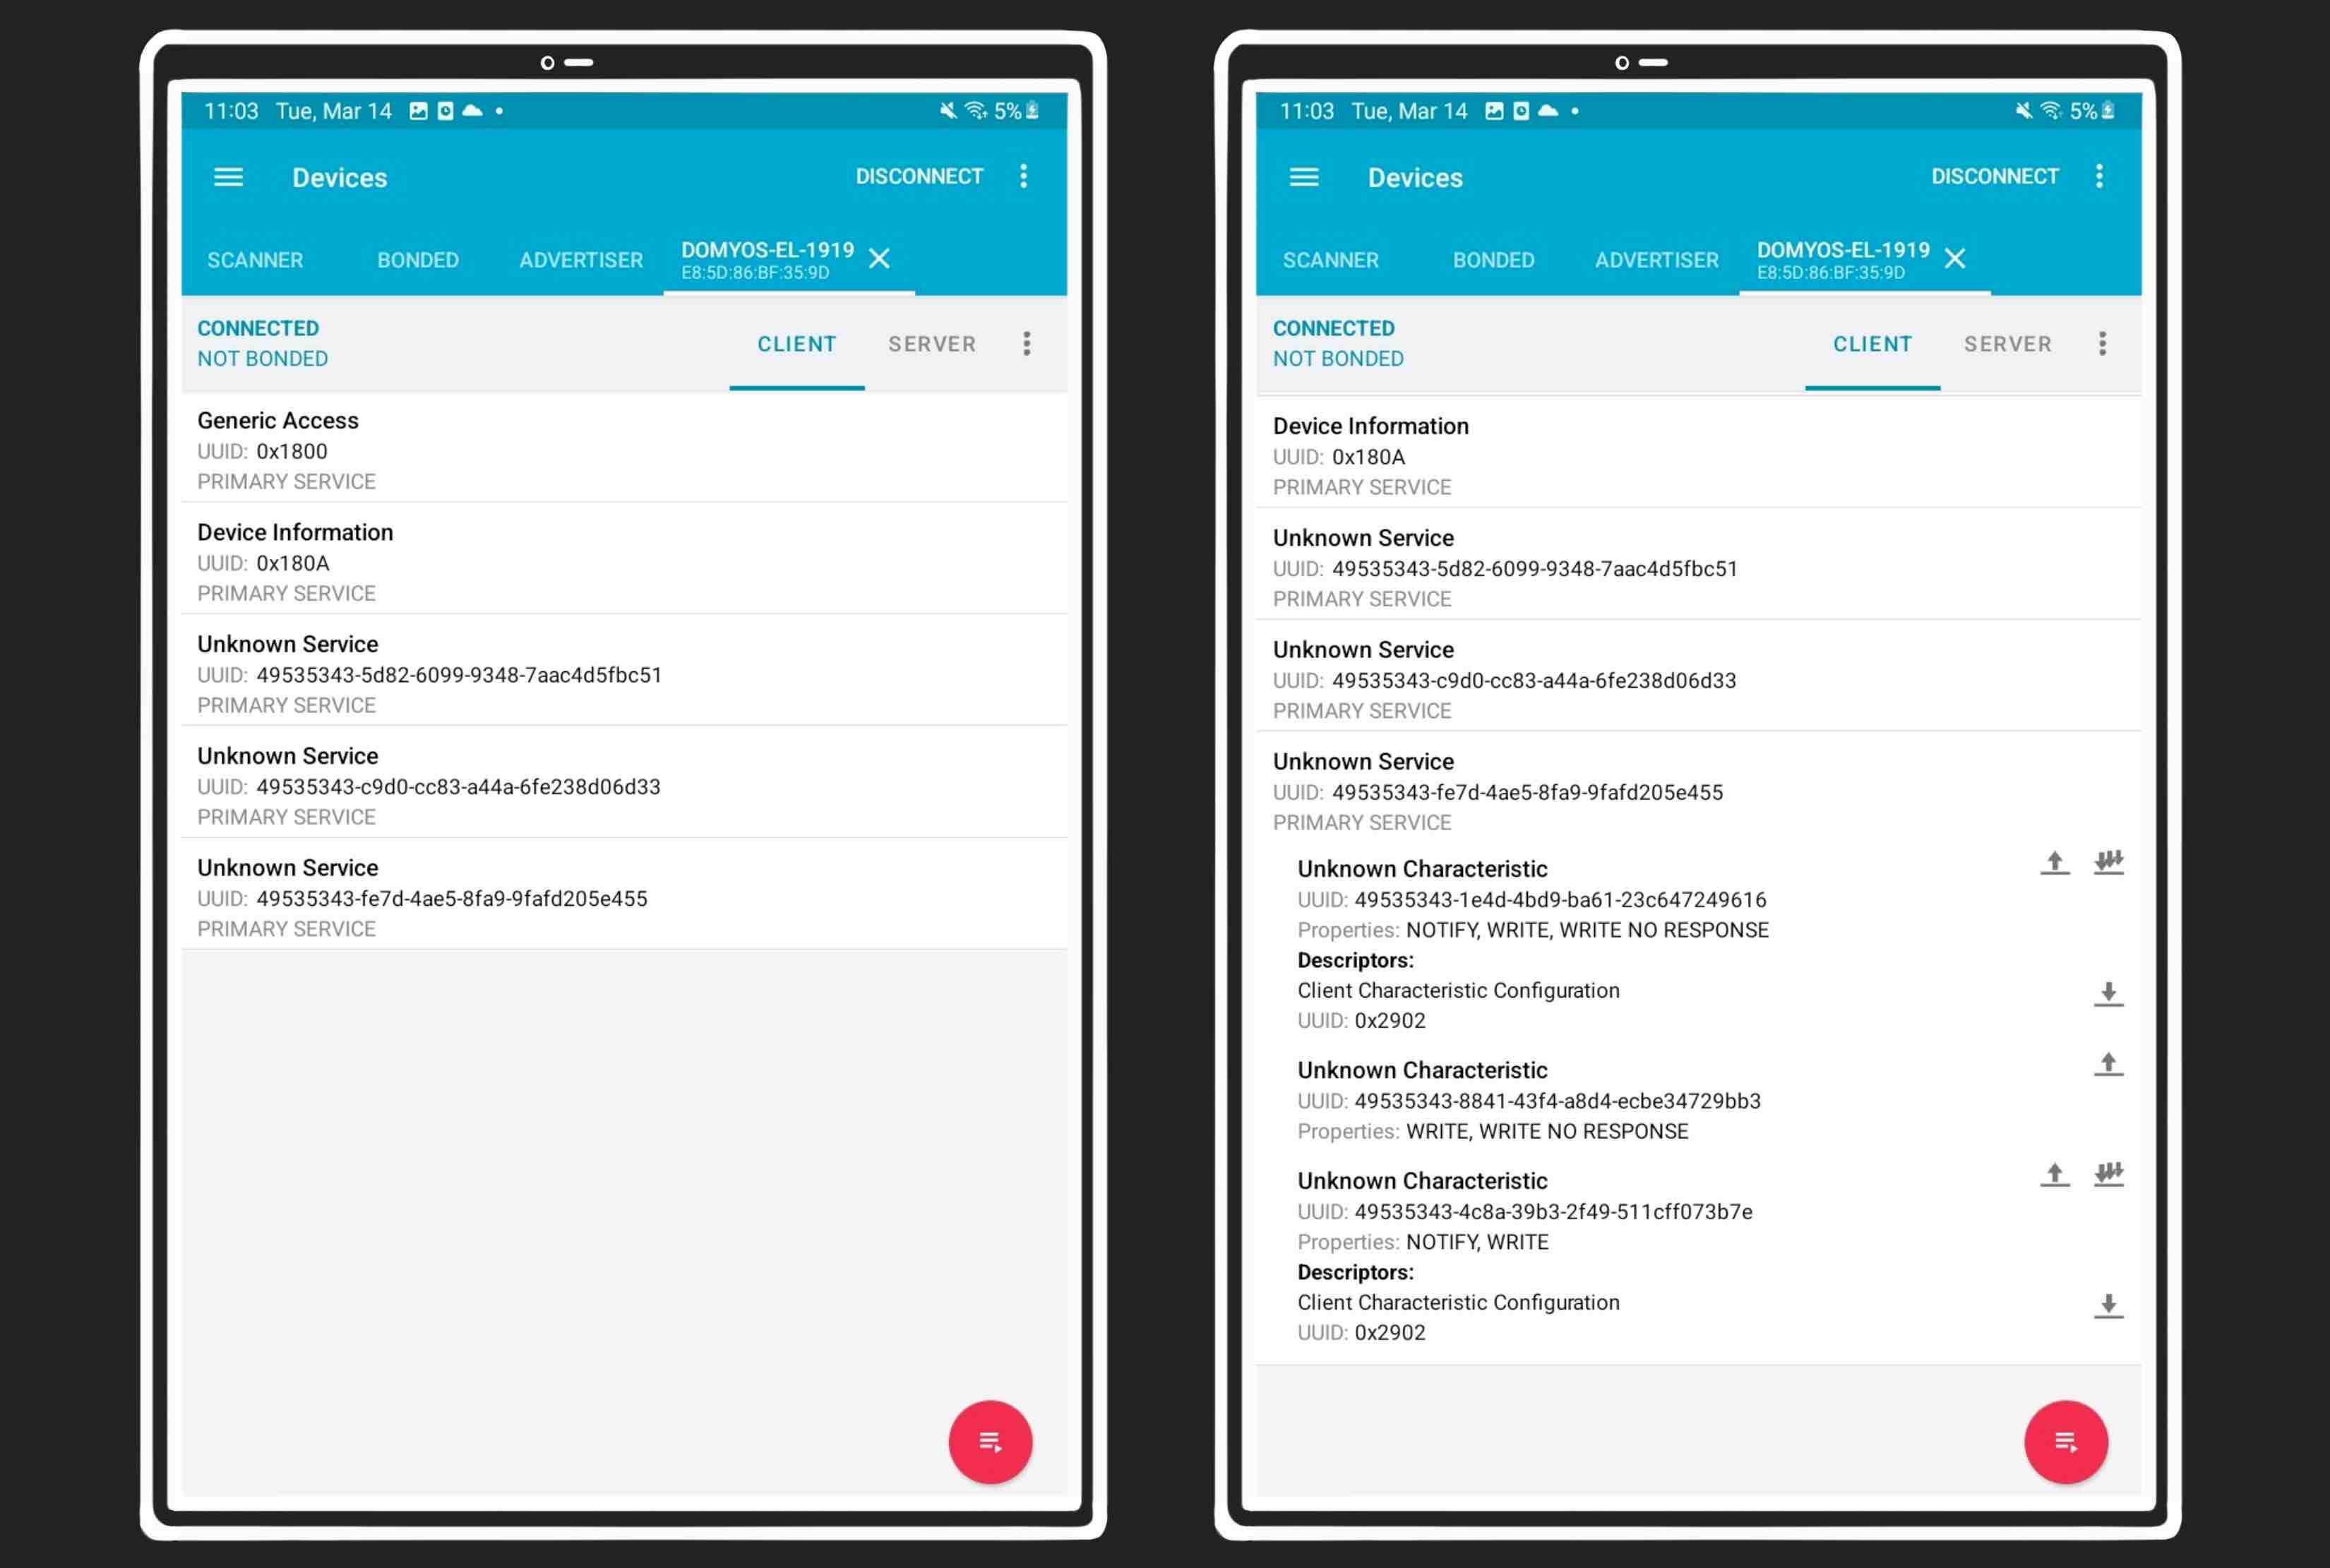 11:03 Tue, Mar 14 5%
Devices DISCONNECT
SCANNER BONDED ADVERTISER DOMYOS-EL-1919
E8:5D:86:BF:35:9D
CONNECTED
NOT BONDED
CLIENT SERVER
Generic Access
UUID: 0x1800
PRIMARY SERVICE
Device Information
UUID: 0x180A
PRIMARY SERVICE
Unknown Service
UUID: 49535343-5d82-6099-9348-7aac4d5fbc51
PRIMARY SERVICE
Unknown Service
UUID: 49535343-c9d0-cc83-a44a-6fe238d06d33
PRIMARY SERVICE
Unknown Service
UUID: 49535343-fe7d-4ae5-8fa9-9fafd205e455
PRIMARY SERVICE
11:03 Tue, Mar 14 5%
Devices DISCONNECT
SCANNER BONDED ADVERTISER DOMYOS-EL-1919
E8:5D:86:BF:35:9D
CONNECTED
NOT BONDED
CLIENT SERVER
Device Information
UUID: 0x180A
PRIMARY SERVICE
Unknown Service
UUID: 49535343-5d82-6099-9348-7aac4d5fbc51
PRIMARY SERVICE
Unknown Service
UUID: 49535343-c9d0-cc83-a44a-6fe238d06d33
PRIMARY SERVICE
Unknown Service
UUID: 49535343-fe7d-4ae5-8fa9-9fafd205e455
PRIMARY SERVICE
Unknown Characteristic
UUID: 49535343-1e4d-4bd9-ba61-23c647249616
Properties: NOTIFY, WRITE, WRITE NO RESPONSE
Descriptors:
Client Characteristic Configuration
UUID: 0x2902
Unknown Characteristic
UUID: 49535343-8841-43f4-a8d4-ecbe34729bb3
Properties: WRITE, WRITE NO RESPONSE
Unknown Characteristic
UUID: 49535343-4c8a-39b3-2f49-511cff073b7e
Properties: NOTIFY, WRITE
Descriptors:
Client Characteristic Configuration
UUID: 0x2902